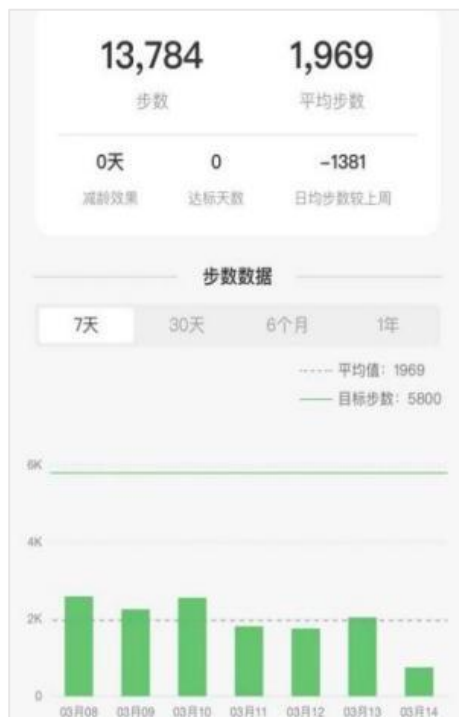 13,784 1,969
步数 平均步数
0天 0 -1381
减龄效果 达标天数 日均步数较上周
步数数据
7天 30天 6个月 1年
平均值：1969
目标步数：5800
6K
4K
2K
0
03月08 03月09 03月10 03月11 03月12 03月13 03月14